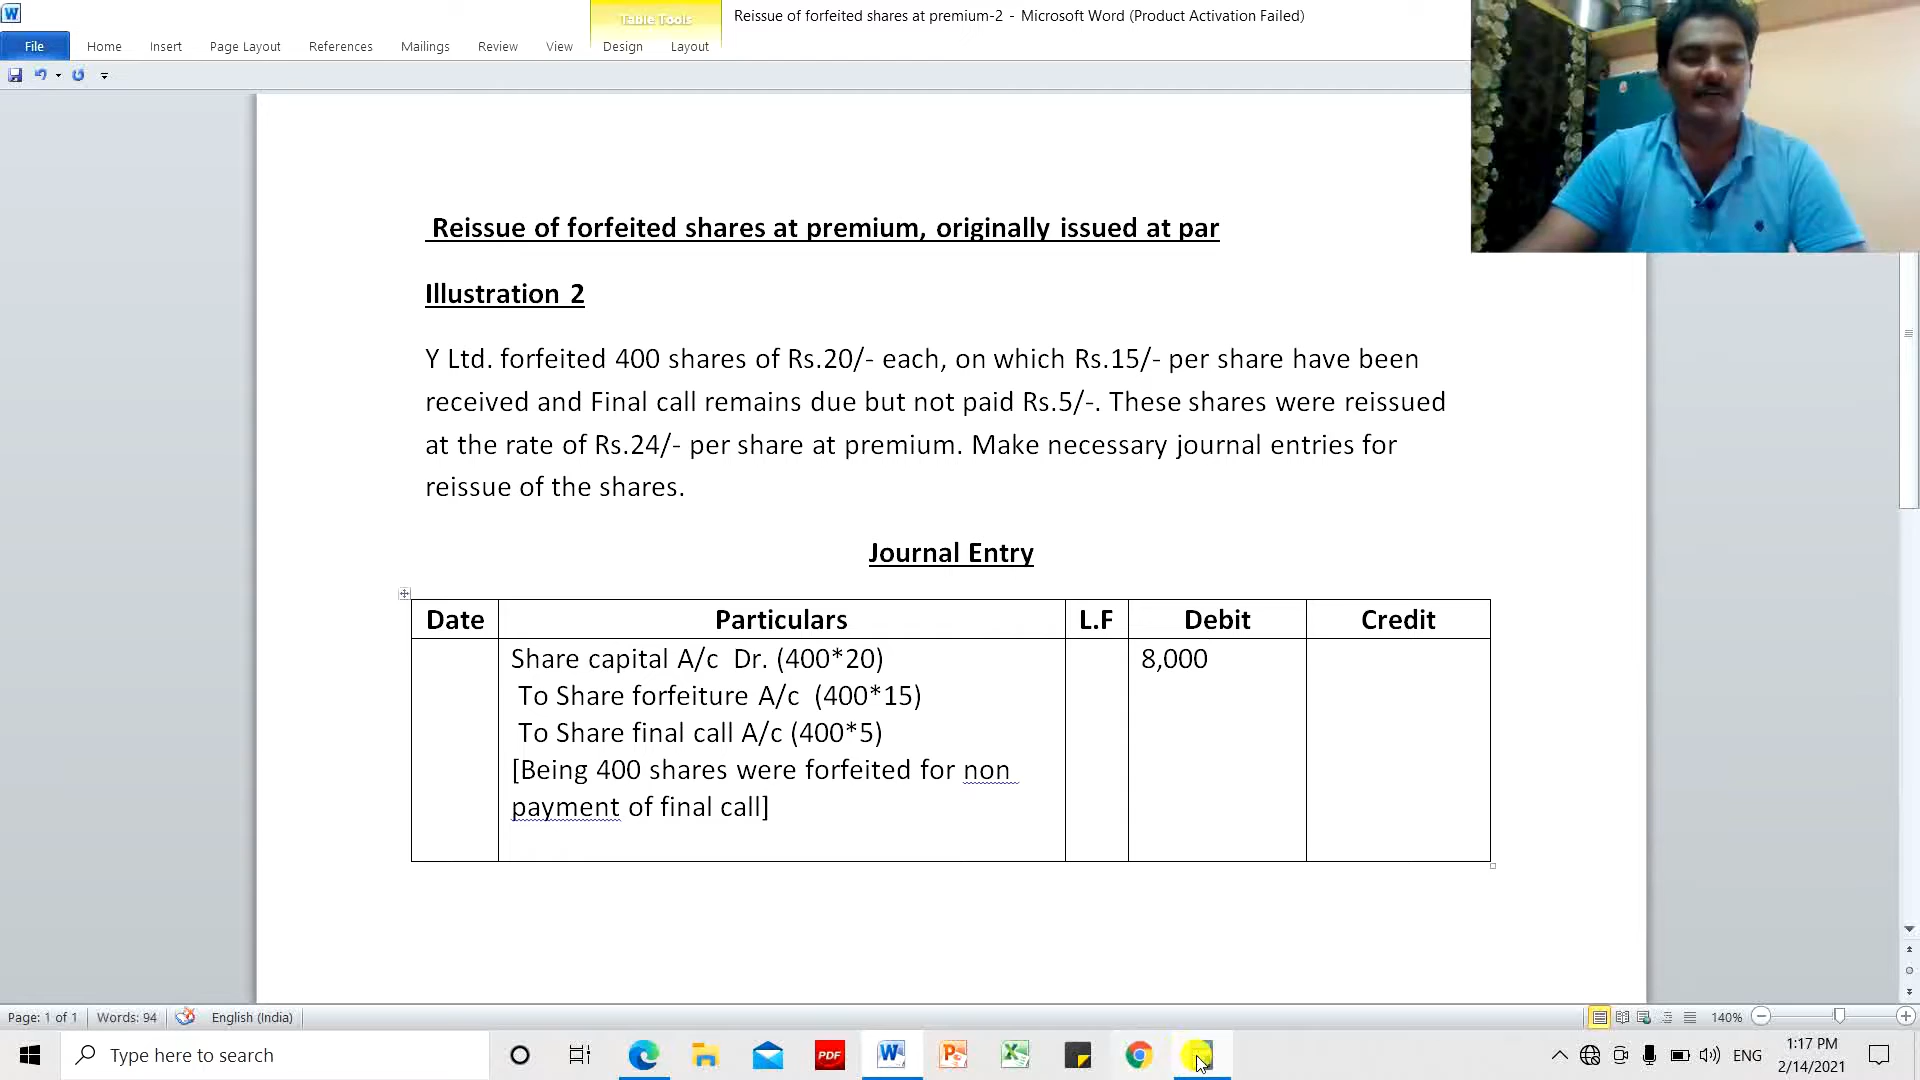 Table Tools
Reissue of forfeited shares at premium-2 - Microsoft Word (Product Activation Failed)
File Home Insert Page Layout References Mailings Review View Design Layout
Reissue of forfeited shares at premium, originally issued at par
Illustration 2
Y Ltd. forfeited 400 shares of Rs.20/- each, on which Rs.15/- per share have been
received and Final call remains due but not paid Rs.5/-. These shares were reissued
at the rate of Rs.24/- per share at premium. Make necessary journal entries for
reissue of the shares.
Journal Entry
Date Particulars L.F Debit Credit
Share capital A/c Dr. (400*20) 8,000
To Share forfeiture A/c (400*15)
To Share final call A/c (400*5)
[Being 400 shares were forfeited for non
payment of final call]
Page: 1 of 1 Words: 94 English (India) 140%
Type here to search PDF ENG 1:17 PM
2/14/2021